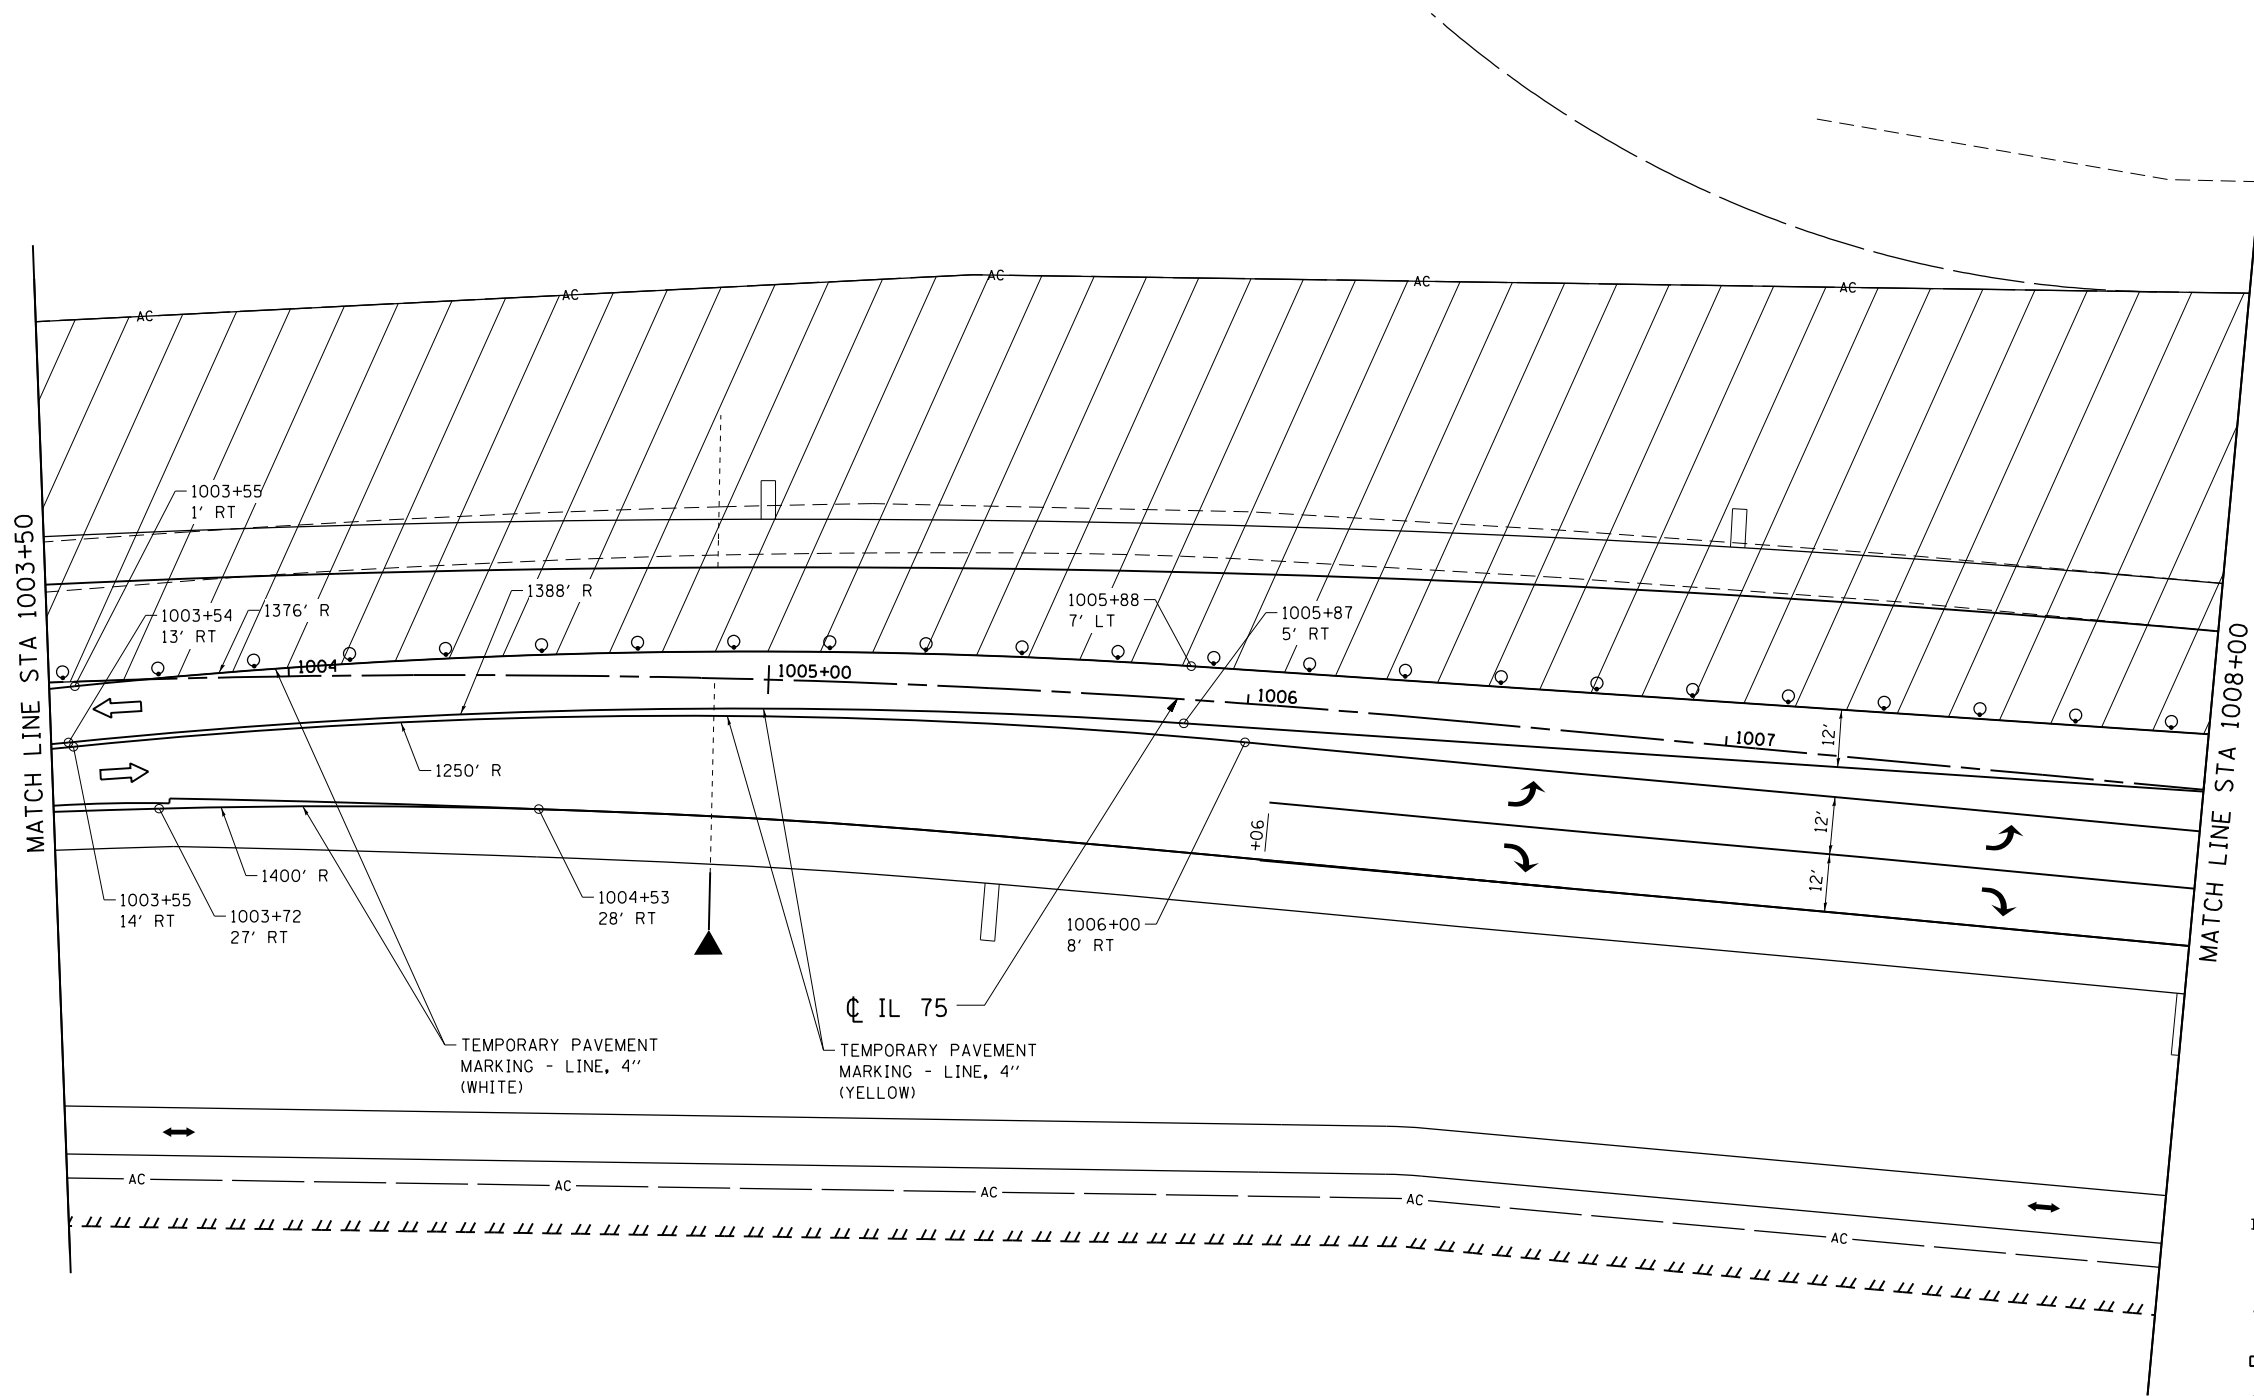 AC
AC
AC
AC
AC
MATCH LINE STA 1003+50
1003+55
1' RT
1003+54
13' RT
1376' R
1388' R
1004
1005+00
1005+88
7' LT
1005+87
5' RT
1006
1007
12'
1250' R
12'
12'
+06
1400' R
1003+55
14' RT
1003+72
27' RT
1004+53
28' RT
1006+00
8' RT
℄ IL 75
TEMPORARY PAVEMENT
MARKING - LINE, 4''
(WHITE)
TEMPORARY PAVEMENT
MARKING - LINE, 4''
(YELLOW)
MATCH LINE STA 1008+00
AC
AC
AC
AC
AC